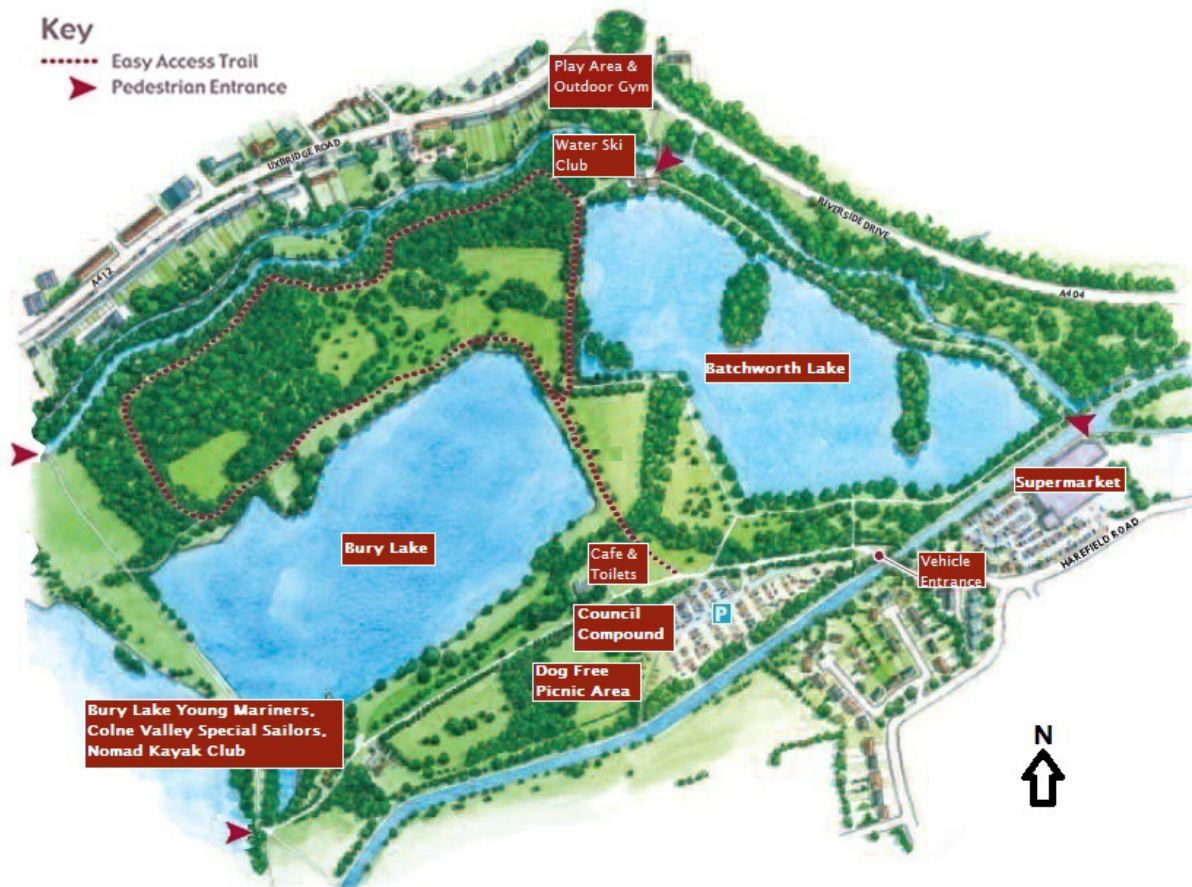 Key
Easy Access Trail
Pedestrian Entrance
Play Area &
Outdoor Gym
UXBRIDGE ROAD
Water Ski
Club
RIVERSIDE DRIVE
A412
A404
Batchworth Lake
Supermarket
Bury Lake
HAREFIELD ROAD
Cafe &
Toilets
Vehicle
Entrance
Council
Compound
P
Dog Free
Picnic Area
Bury Lake Young Mariners,
Colne Valley Special Sailors,
Nomad Kayak Club
N